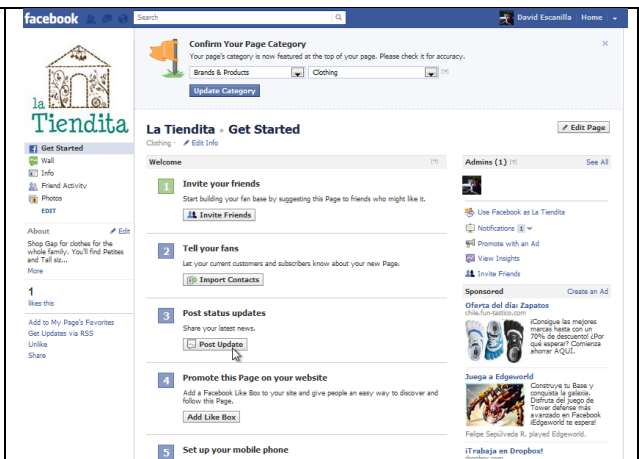 facebook
Search
David Escanilla
Home
Confirm Your Page Category
Your page's category is now featured at the top of your page. Please check it for accuracy.
Brands & Products
Clothing
[?]
Update Category
la
Tiendita
Get Started
Wall
Info
Friend Activity
Photos
EDIT
About
Edit
Shop Gap for clothes for the
whole family. You'll find Petites
and Tall siz...
More
1
likes this
Add to My Page's Favorites
Get Updates via RSS
Unlike
Share
La Tiendita ▸ Get Started
Clothing · Edit Info
Edit Page
Welcome [?]
1 Invite your friends
Start building your fan base by suggesting this Page to friends who might like it.
Invite Friends
2 Tell your fans
Let your current customers and subscribers know about your new Page.
Import Contacts
3 Post status updates
Share your latest news.
Post Update
4 Promote this Page on your website
Add a Facebook Like Box to your site and give people an easy way to discover and
follow this Page.
Add Like Box
5 Set up your mobile phone
Admins (1) [?] See All
Use Facebook as La Tiendita
Notifications 1
Promote with an Ad
View Insights
Invite Friends
Sponsored Create an Ad
Oferta del día: Zapatos
chile.fun-tastico.com
¡Consigue las mejores
marcas hasta con un
70% de descuento! ¿Por
qué esperar? Comienza
ahorrar AQUÍ.
Juega a Edgeworld
Construye tu Base y
conquista la galaxia.
Disfruta del juego de
Tower defense más
avanzado en Facebook
¡Edgeworld te espera!
Felipe Sepúlveda R. played Edgeworld.
¡Trabaja en Dropbox!
dropbox.com